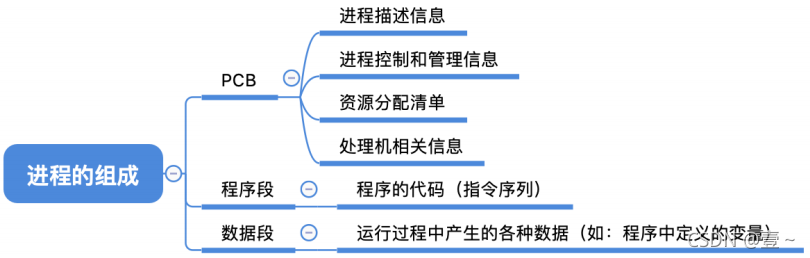 进程的组成
PCB
进程描述信息
进程控制和管理信息
资源分配清单
处理机相关信息
程序段
程序的代码（指令序列）
数据段
运行过程中产生的各种数据（如：程序中定义的变量）
CSDN @壹～